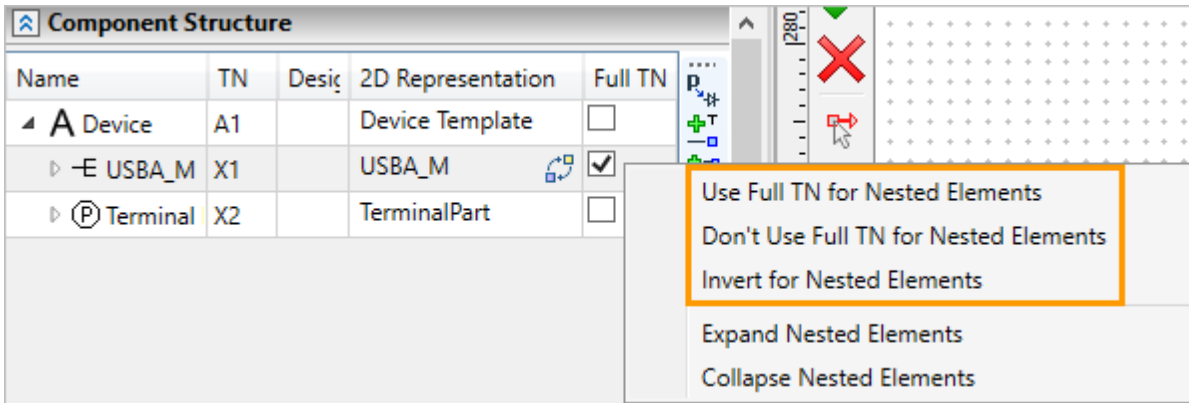 Component Structure
280
Name TN Desig 2D Representation Full TN
A Device A1 Device Template
USBA_M X1 USBA_M
P Terminal X2 TerminalPart
Use Full TN for Nested Elements
Don't Use Full TN for Nested Elements
Invert for Nested Elements
Expand Nested Elements
Collapse Nested Elements